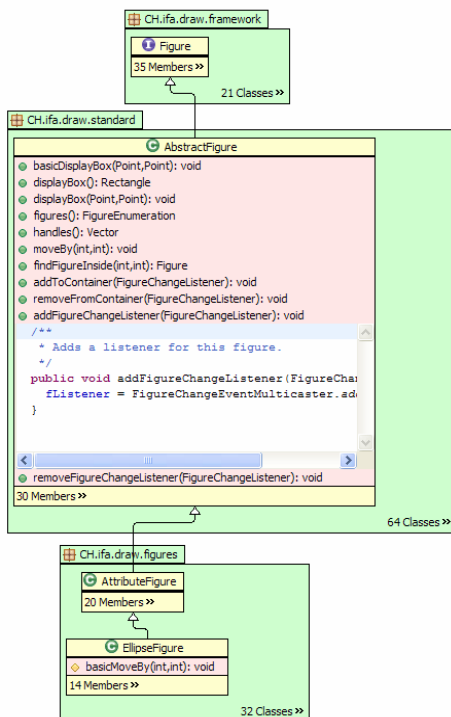 CH.ifa.draw.framework
Figure
35 Members »
21 Classes »
CH.ifa.draw.standard
AbstractFigure
basicDisplayBox(Point,Point): void
displayBox(): Rectangle
displayBox(Point,Point): void
figures(): FigureEnumeration
handles(): Vector
moveBy(int,int): void
findFigureInside(int,int): Figure
addToContainer(FigureChangeListener): void
removeFromContainer(FigureChangeListener): void
addFigureChangeListener(FigureChangeListener): void
/**
* Adds a listener for this figure.
*/
public void addFigureChangeListener(FigureChan
fListener = FigureChangeEventMulticaster.add
}
removeFigureChangeListener(FigureChangeListener): void
30 Members »
64 Classes »
CH.ifa.draw.figures
AttributeFigure
20 Members »
EllipseFigure
basicMoveBy(int,int): void
14 Members »
32 Classes »